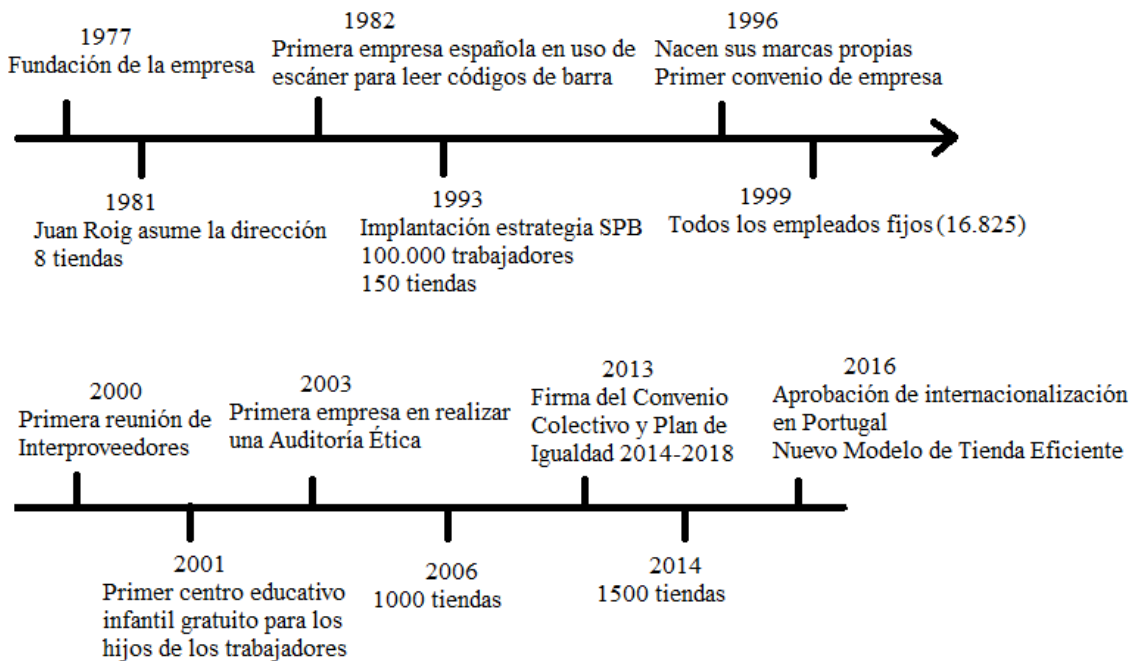 1977
Fundación de la empresa
1982
Primera empresa española en uso de
escáner para leer códigos de barra
1996
Nacen sus marcas propias
Primer convenio de empresa
1981
Juan Roig asume la dirección
8 tiendas
1993
Implantación estrategia SPB
100.000 trabajadores
150 tiendas
1999
Todos los empleados fijos (16.825)
2000
Primera reunión de
Interproveedores
2003
Primera empresa en realizar
una Auditoría Ética
2013
Firma del Convenio
Colectivo y Plan de
Igualdad 2014-2018
2016
Aprobación de internacionalización
en Portugal
Nuevo Modelo de Tienda Eficiente
2001
Primer centro educativo
infantil gratuito para los
hijos de los trabajadores
2006
1000 tiendas
2014
1500 tiendas